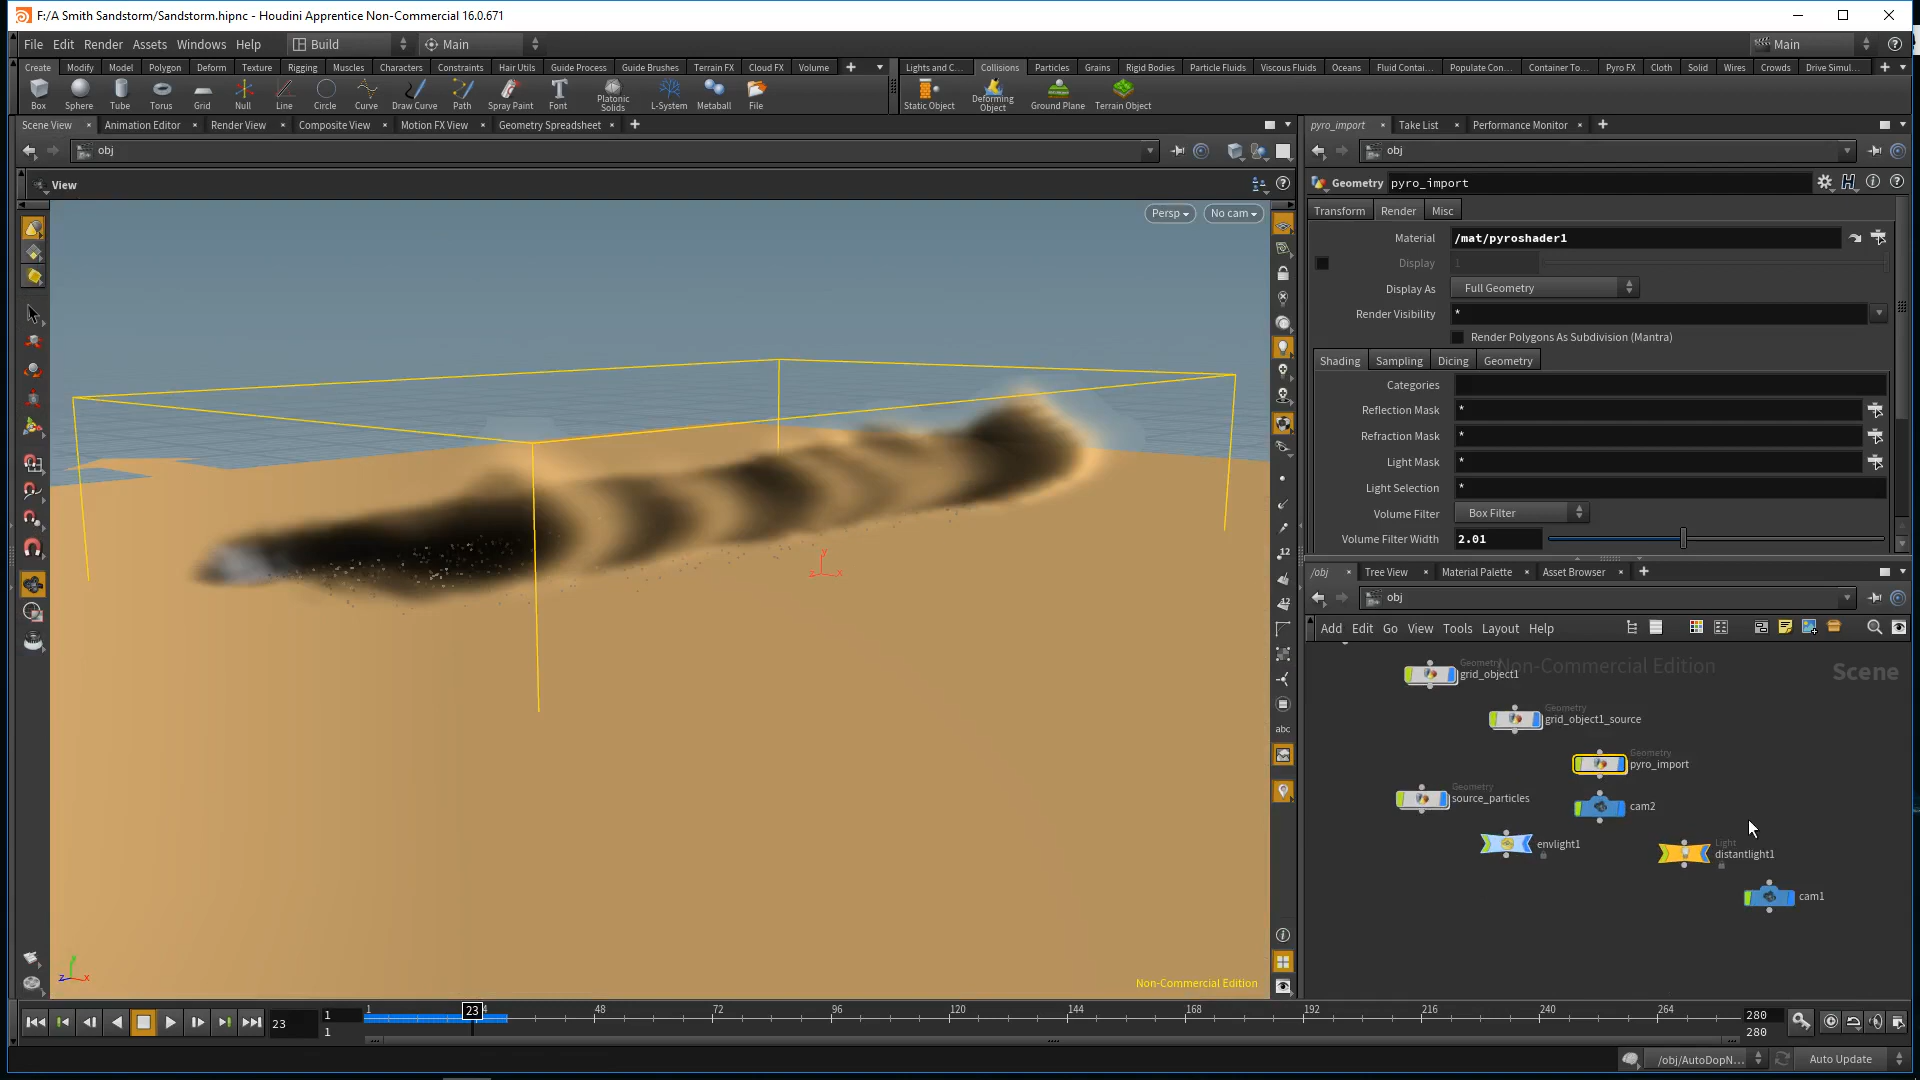 F:/A Smith Sandstorm/Sandstorm.hipnc - Houdini Apprentice Non-Commercial 16.0.671
File Edit Render Assets Windows Help Build Main Main
Create Modify Model Polygon Deform Texture Rigging Muscles Characters Constraints Hair Utils Guide Process Guide Brushes Terrain FX Cloud FX Volume
Lights and C... Collisions Particles Grains Rigid Bodies Particle Fluids Viscous Fluids Oceans Fluid Contai... Populate Con... Container To... Pyro FX Cloth Solid Wires Crowds Drive Simul...
Box Sphere Tube Torus Grid Null Line Circle Curve Draw Curve Path Spray Paint Font Platonic Solids L-System Metaball File
Static Object Deforming Object Ground Plane Terrain Object
Scene View Animation Editor Render View Composite View Motion FX View Geometry Spreadsheet
pyro_import Take List Performance Monitor
obj
obj
View
Geometry pyro_import
Persp No cam
Transform Render Misc
Material /mat/pyroshader1
Display 1
Display As Full Geometry
Render Visibility *
Render Polygons As Subdivision (Mantra)
Shading Sampling Dicing Geometry
Categories
Reflection Mask *
Refraction Mask *
Light Mask *
Light Selection *
Volume Filter Box Filter
Volume Filter Width 2.01
/obj Tree View Material Palette Asset Browser
obj
Add Edit Go View Tools Layout Help
Non-Commercial Edition
Scene
Geometry
grid_object1
Geometry
grid_object1_source
Geometry
pyro_import
Geometry
source_particles
cam2
envlight1
Light
distantlight1
cam1
12
12
abc
y
z x
z x
Non-Commercial Edition
23
1
1
1 23 4 48 72 96 120 144 168 192 216 240 264
280
280
/obj/AutoDopN... Auto Update